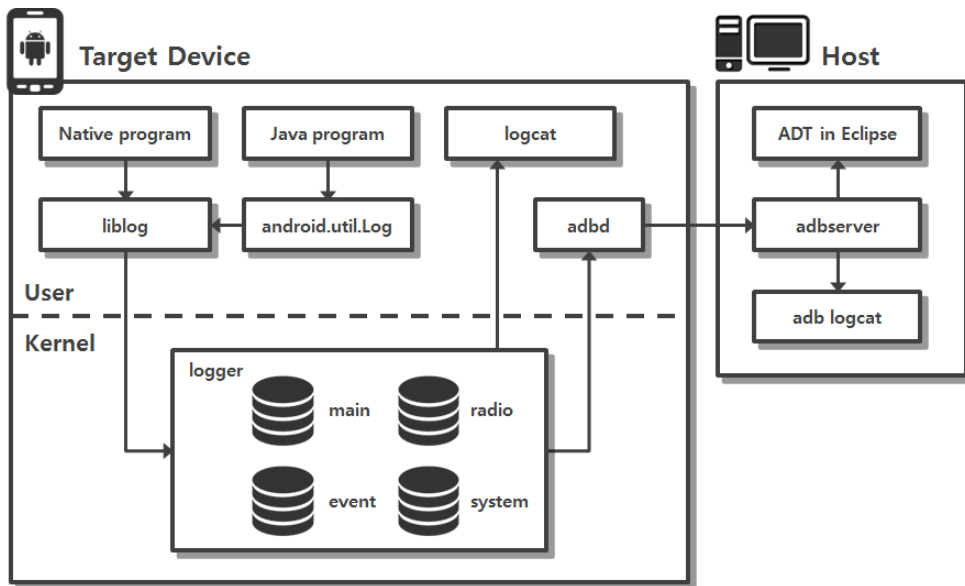 Target Device
Host
Native program
Java program
logcat
ADT in Eclipse
liblog
android.util.Log
adbd
adbserver
User
adb logcat
Kernel
logger
main
radio
event
system